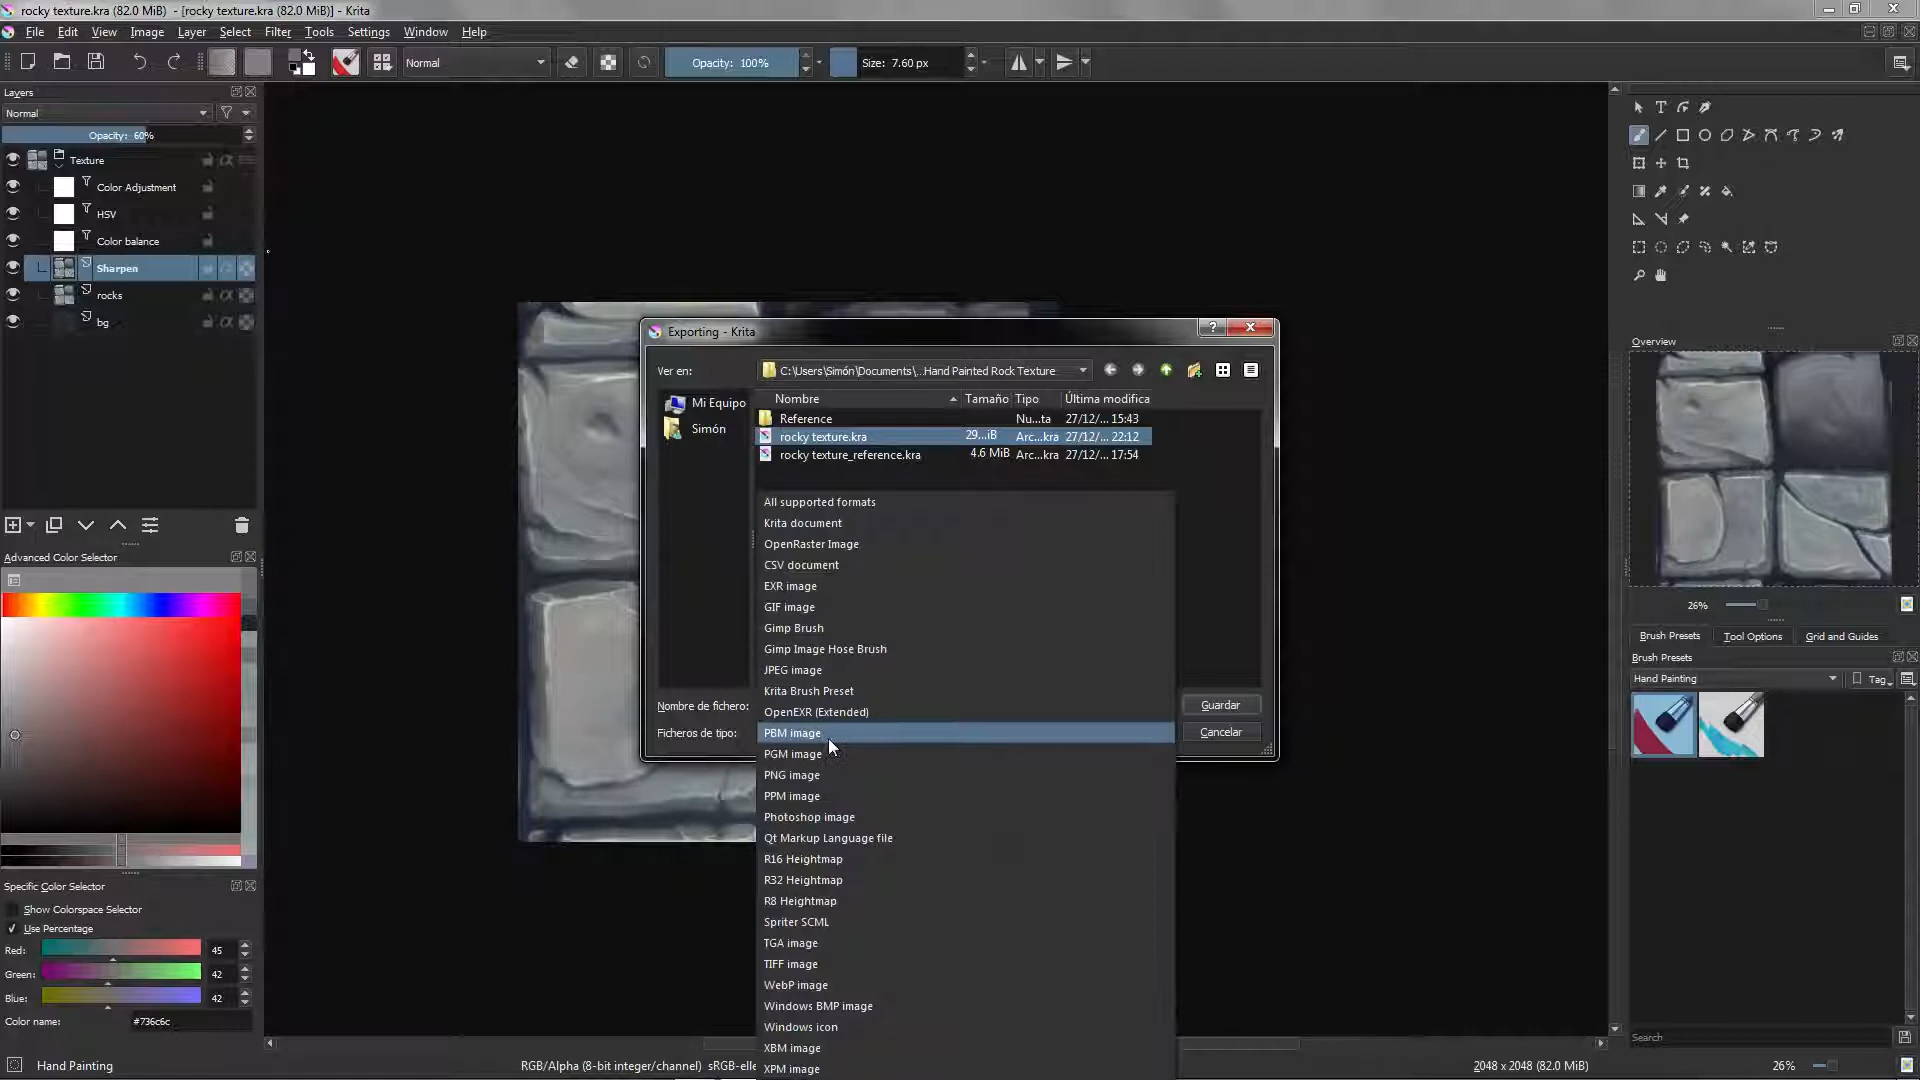 rocky texture.kra (82.0 MiB)  - [rocky texture.kra (82.0 MiB)] - Krita
File Edit View Image Layer Select Filter Tools Settings Window Help
Normal Opacity: 100% Size: 7.60 px
Layers
Normal
Opacity: 60%
Texture
Color Adjustment
HSV
Color balance
Sharpen
rocks
bg
Advanced Color Selector
Specific Color Selector
Show Colorspace Selector
Use Percentage
Red: 45
Green: 42
Blue: 42
Color name: #736c6c
Hand Painting
Exporting - Krita
Ver en: C:\Users\Simón\Documents\...Hand Painted Rock Texture
Mi Equipo
Simón
Nombre Tamaño Tipo Última modifica
Reference Nu...ta 27/12/... 15:43
rocky texture.kra 29...iB Arc...kra 27/12/... 22:12
rocky texture_reference.kra 4.6 MiB Arc...kra 27/12/... 17:54
All supported formats
Krita document
OpenRaster Image
CSV document
EXR image
GIF image
Gimp Brush
Gimp Image Hose Brush
JPEG image
Krita Brush Preset
OpenEXR (Extended)
PBM image
PGM image
PNG image
PPM image
Photoshop image
Qt Markup Language file
R16 Heightmap
R32 Heightmap
R8 Heightmap
Spriter SCML
TGA image
TIFF image
WebP image
Windows BMP image
Windows icon
XBM image
XPM image
Nombre de fichero: Guardar
Ficheros de tipo: Cancelar
RGB/Alpha (8-bit integer/channel)  sRGB-elle
2048 x 2048 (82.0 MiB)
26%
Overview
26%
Brush Presets Tool Options Grid and Guides
Brush Presets
Hand Painting Tag
Search